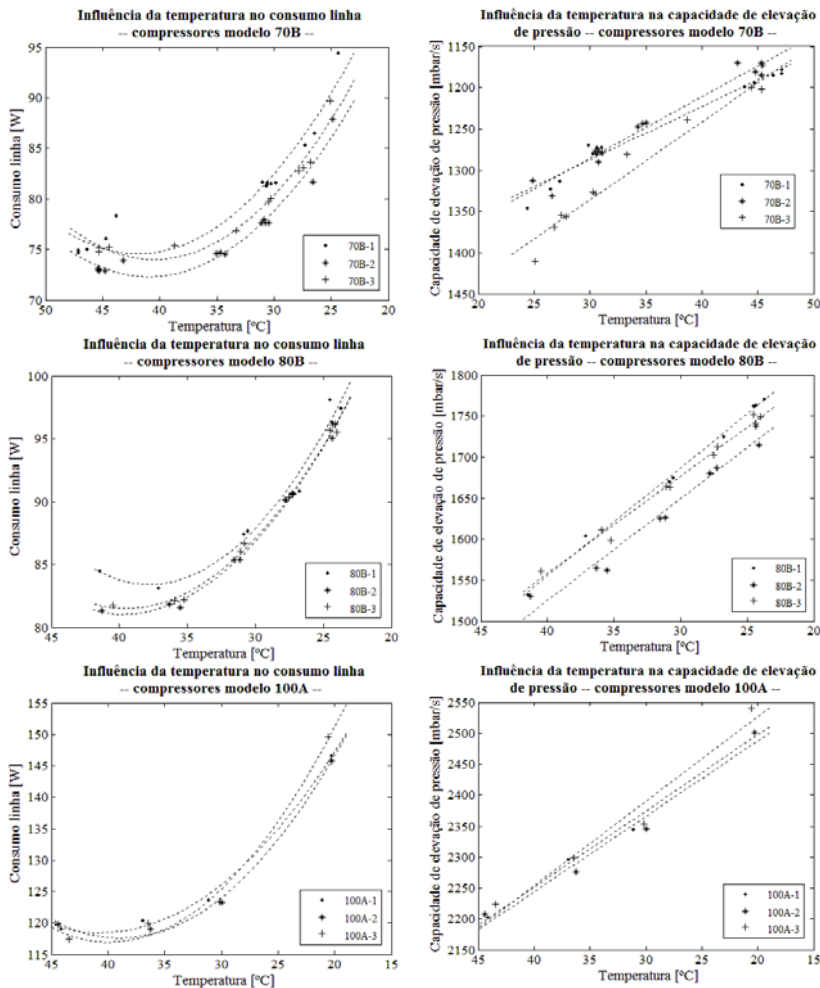 Influência da temperatura no consumo linha
-- compressores modelo 70B --
Consumo linha [W]
95
90
85
80
75
70
50
45
40
35
30
25
20
Temperatura [ºC]
70B-1
70B-2
70B-3
Influência da temperatura na capacidade de elevação
de pressão -- compressores modelo 70B --
Capacidade de elevação de pressão [mbar/s]
1150
1200
1250
1300
1350
1400
1450
20
25
30
35
40
45
50
Temperatura [ºC]
70B-1
70B-2
70B-3
Influência da temperatura no consumo linha
-- compressores modelo 80B --
Consumo linha [W]
100
95
90
85
80
45
40
35
30
25
20
Temperatura [ºC]
80B-1
80B-2
80B-3
Influência da temperatura na capacidade de elevação
de pressão -- compressores modelo 80B --
Capacidade de elevação de pressão [mbar/s]
1800
1750
1700
1650
1600
1550
1500
45
40
35
30
25
20
Temperatura [ºC]
80B-1
80B-2
80B-3
Influência da temperatura no consumo linha
-- compressores modelo 100A --
Consumo linha [W]
155
150
145
140
135
130
125
120
115
45
40
35
30
25
20
15
Temperatura [ºC]
100A-1
100A-2
100A-3
Influência da temperatura na capacidade de elevação
de pressão -- compressores modelo 100A --
Capacidade de elevação de pressão [mbar/s]
2550
2500
2450
2400
2350
2300
2250
2200
2150
45
40
35
30
25
20
15
Temperatura [ºC]
100A-1
100A-2
100A-3